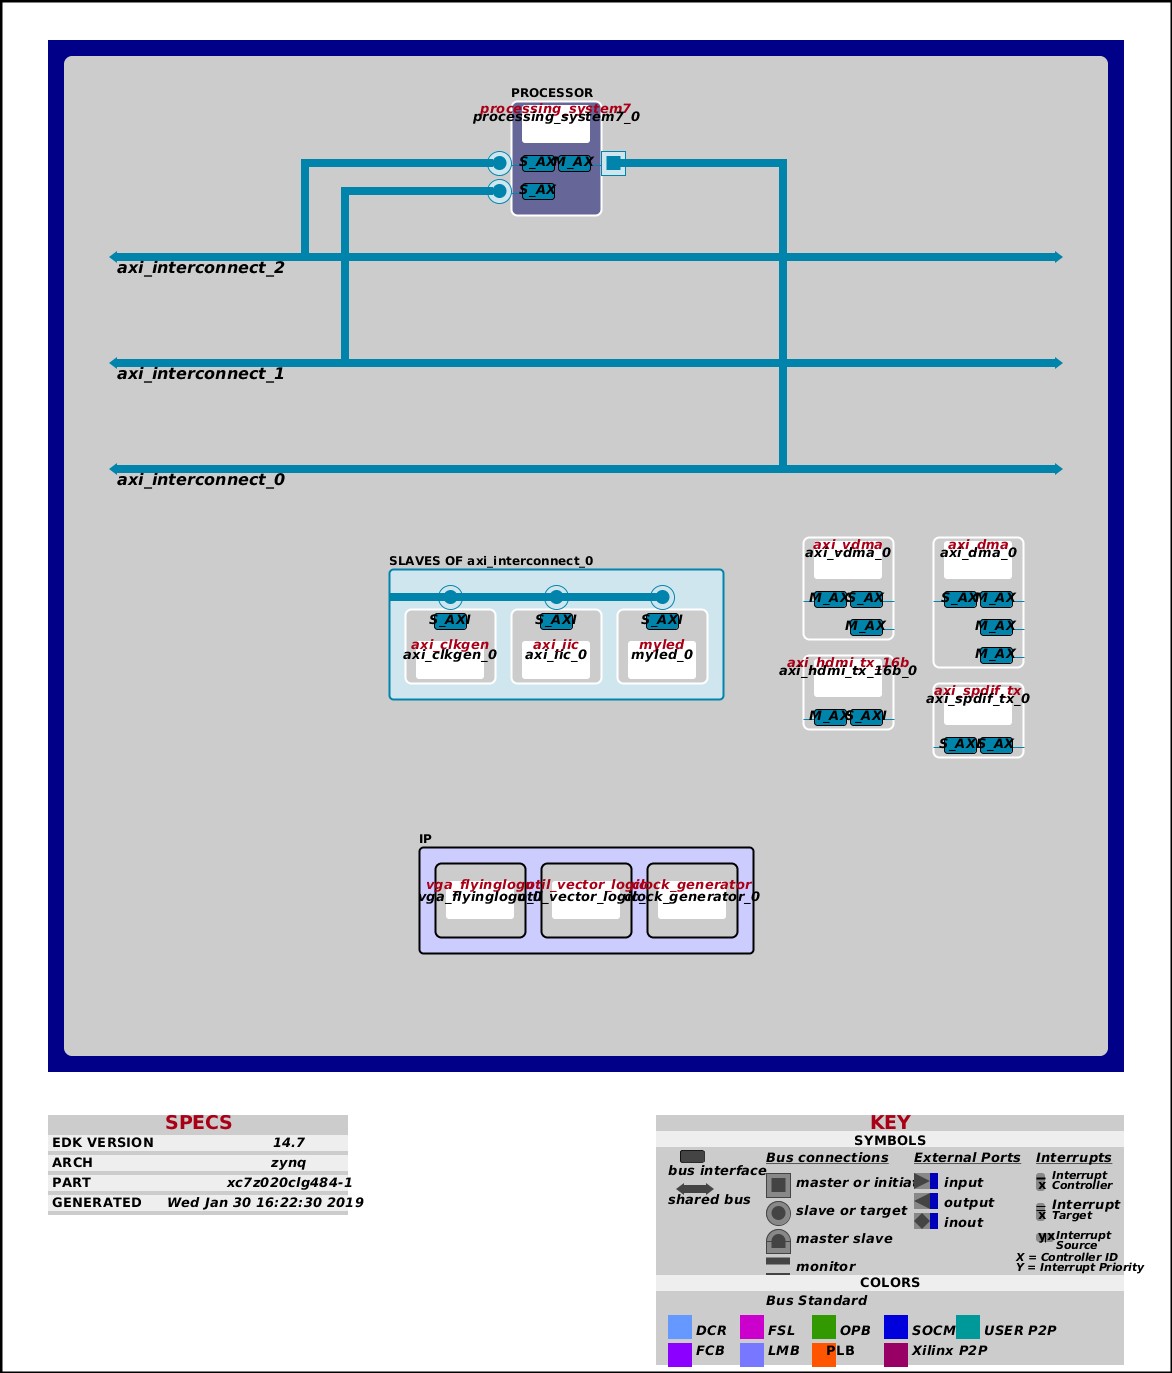 PROCESSOR
processing_system7
processing_system7_0
S_AX M_AX
S_AX
axi_interconnect_2
axi_interconnect_1
axi_interconnect_0
SLAVES OF axi_interconnect_0
S_AXI S_AXI S_AXI
axi_clkgen axi_iic myled
axi_clkgen_0 axi_iic_0 myled_0
axi_vdma
axi_vdma_0
M_AX S_AX
M_AX
axi_dma
axi_dma_0
S_AX M_AX
M_AX
M_AX
axi_hdmi_tx_16b
axi_hdmi_tx_16b_0
M_AX S_AXI
axi_spdif_tx
axi_spdif_tx_0
S_AXI S_AX
IP
vga_flyinglogo util_vector_logic clock_generator
vga_flyinglogo_0 util_vector_logic_ clock_generator_0
SPECS
EDK VERSION 14.7
ARCH zynq
PART xc7z020clg484-1
GENERATED Wed Jan 30 16:22:30 2019
KEY
SYMBOLS
bus interface
shared bus
Bus connections
master or initiat
slave or target
master slave
monitor
External Ports
input
output
inout
Interrupts
x Interrupt
Controller
x Interrupt
Target
yx Interrupt
Source
X = Controller ID
Y = Interrupt Priority
COLORS
Bus Standard
DCR FSL OPB SOCM USER P2P
FCB LMB PLB Xilinx P2P